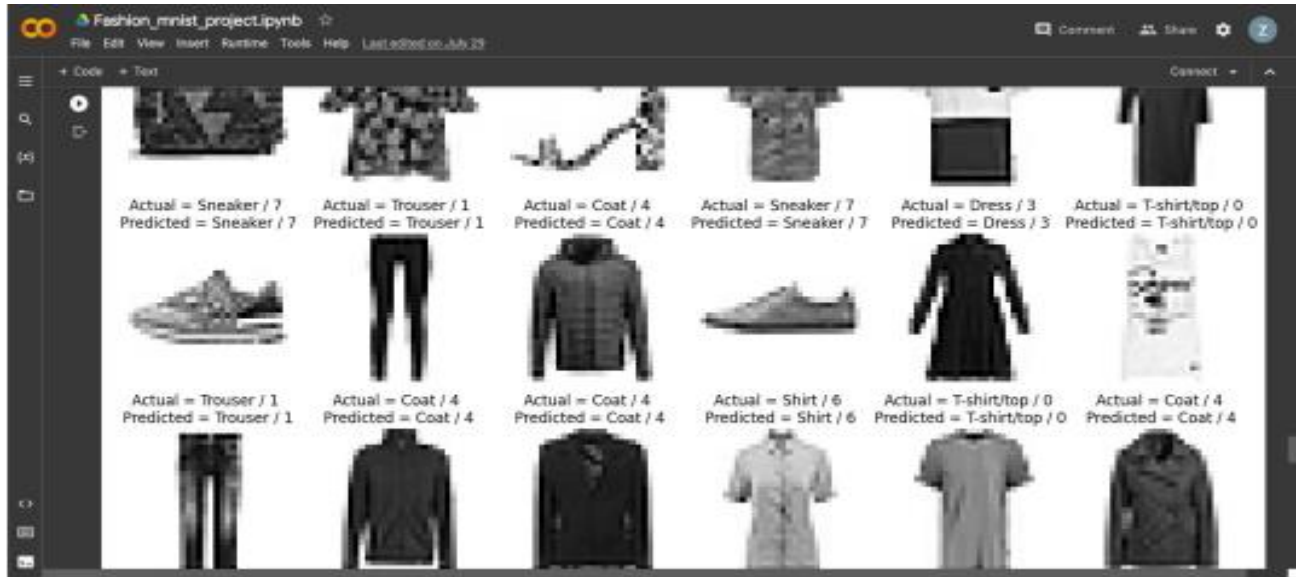 Fashion_mnist_project.ipynb
Comment Share Z
File Edit View Insert Runtime Tools Help Last edited on July 29
+ Code + Text Connect
{x}
Actual = Sneaker / 7 Actual = Trouser / 1 Actual = Coat / 4 Actual = Sneaker / 7 Actual = Dress / 3 Actual = T-shirt/top / 0
Predicted = Sneaker / 7 Predicted = Trouser / 1 Predicted = Coat / 4 Predicted = Sneaker / 7 Predicted = Dress / 3 Predicted = T-shirt/top / 0
Actual = Trouser / 1 Actual = Coat / 4 Actual = Coat / 4 Actual = Shirt / 6 Actual = T-shirt/top / 0 Actual = Coat / 4
Predicted = Trouser / 1 Predicted = Coat / 4 Predicted = Coat / 4 Predicted = Shirt / 6 Predicted = T-shirt/top / 0 Predicted = Coat / 4